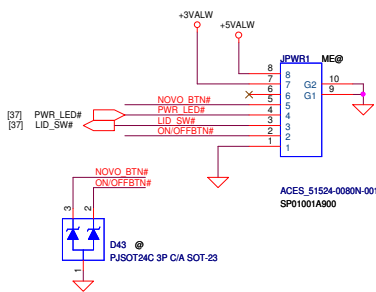 +3VALW
+5VALW
JPWR1 ME@
8 8
7 7
6 6
5 5
4 4
3 3
2 2
1 1
G2 10
G1 9
NOVO_BTN#
[37] PWR_LED# PWR_LED#
[37] LID_SW# LID_SW#
ON/OFFBTN#
ACES_51524-0080N-001
SP01001A900
NOVO_BTN#
ON/OFFBTN#
3 2
D43 @
PJSOT24C 3P C/A SOT-23
1